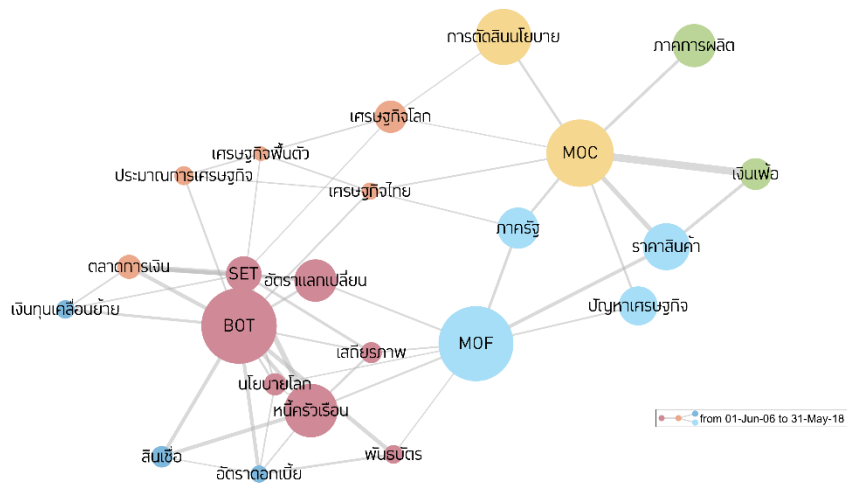 การตัดสินนโยบาย
ภาคการผลิต
เศรษฐกิจโลก
MOC
เศรษฐกิจฟื้นตัว
ประมาณการเศรษฐกิจ
เงินเฟ้อ
เศรษฐกิจไทย
ภาครัฐ
ราคาสินค้า
ตลาดการเงิน
SET
อัตราแลกเปลี่ยน
เงินทุนเคลื่อนย้าย
ปัญหาเศรษฐกิจ
BOT
MOF
เสถียรภาพ
นโยบายโลก
หนี้ครัวเรือน
from 01-Jun-06 to 31-May-18
สินเชื่อ
พันธบัตร
อัตราดอกเบี้ย